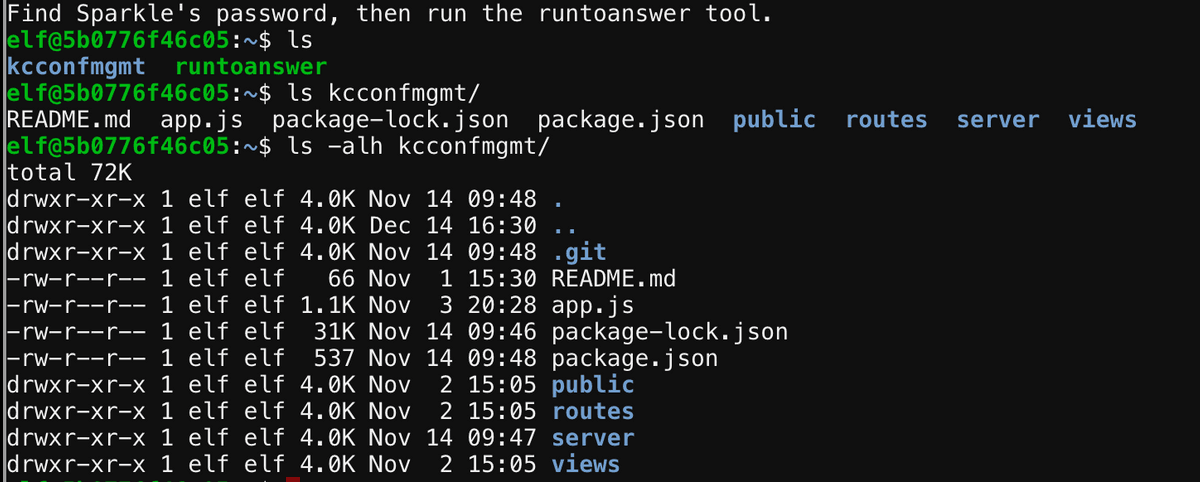 Find Sparkle's password, then run the runtoanswer tool.
elf@5b0776f46c05:~$ ls
kcconfmgmt  runtoanswer
elf@5b0776f46c05:~$ ls kcconfmgmt/
README.md  app.js  package-lock.json  package.json  public  routes  server  views
elf@5b0776f46c05:~$ ls -alh kcconfmgmt/
total 72K
drwxr-xr-x 1 elf elf 4.0K Nov 14 09:48 .
drwxr-xr-x 1 elf elf 4.0K Dec 14 16:30 ..
drwxr-xr-x 1 elf elf 4.0K Nov 14 09:48 .git
-rw-r--r-- 1 elf elf   66 Nov  1 15:30 README.md
-rw-r--r-- 1 elf elf 1.1K Nov  3 20:28 app.js
-rw-r--r-- 1 elf elf  31K Nov 14 09:46 package-lock.json
-rw-r--r-- 1 elf elf  537 Nov 14 09:48 package.json
drwxr-xr-x 1 elf elf 4.0K Nov  2 15:05 public
drwxr-xr-x 1 elf elf 4.0K Nov  2 15:05 routes
drwxr-xr-x 1 elf elf 4.0K Nov 14 09:47 server
drwxr-xr-x 1 elf elf 4.0K Nov  2 15:05 views